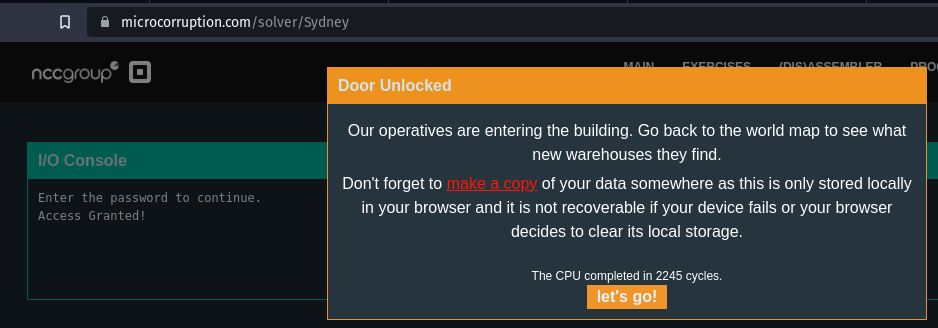 microcorruption.com/solver/Sydney
nccgroup
MAIN EXERCISES (DIS)ASSEMBLER
Door Unlocked
Our operatives are entering the building. Go back to the world map to see what
new warehouses they find.
I/O Console
Don't forget to make a copy of your data somewhere as this is only stored locally
in your browser and it is not recoverable if your device fails or your browser
decides to clear its local storage.
Enter the password to continue.
Access Granted!
The CPU completed in 2245 cycles.
let's go!